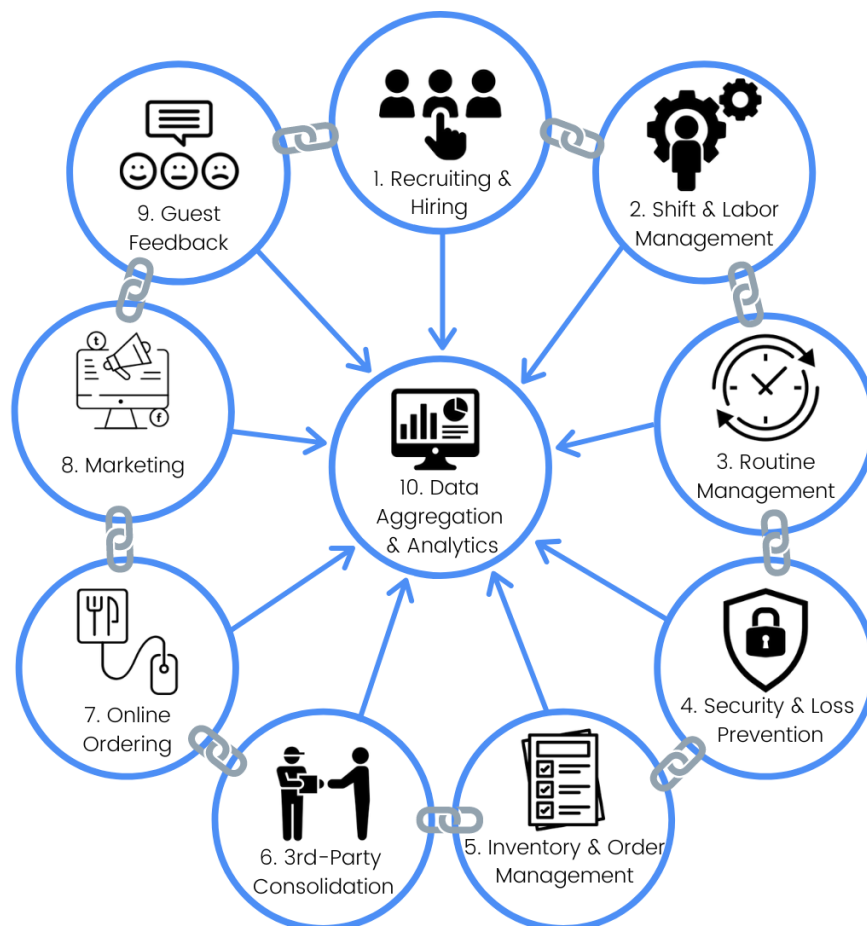 1. Recruiting &
Hiring
2. Shift & Labor
Management
3. Routine
Management
4. Security & Loss
Prevention
5. Inventory & Order
Management
6. 3rd-Party
Consolidation
7. Online
Ordering
8. Marketing
t
f
9. Guest
Feedback
10. Data
Aggregation
& Analytics